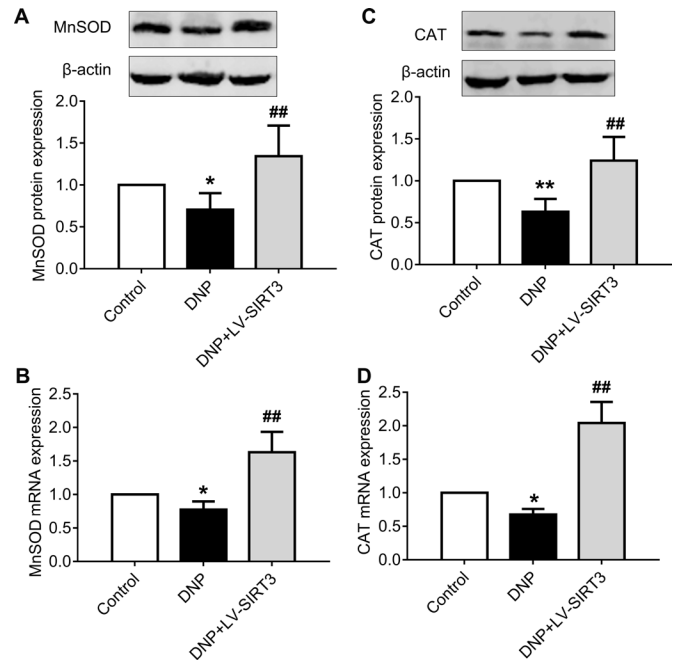 A
MnSOD
β-actin
MnSOD protein expression
2.0
1.5
1.0
0.5
0.0
*
##
Control
DNP
DNP+LV-SIRT3
C
CAT
β-actin
CAT protein expression
2.0
1.5
1.0
0.5
0.0
**
##
Control
DNP
DNP+LV-SIRT3
B
MnSOD mRNA expression
2.5
2.0
1.5
1.0
0.5
0.0
*
##
Control
DNP
DNP+LV-SIRT3
D
CAT mRNA expression
2.5
2.0
1.5
1.0
0.5
0.0
*
##
Control
DNP
DNP+LV-SIRT3